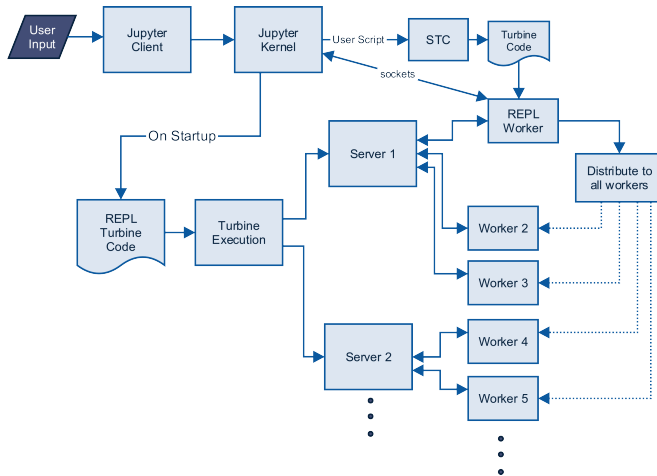 User
Input
Jupyter
Client
Jupyter
Kernel
User Script
STC
Turbine
Code
sockets
REPL
Worker
On Startup
Server 1
Distribute to
all workers
REPL
Turbine
Code
Turbine
Execution
Worker 2
Worker 3
Server 2
Worker 4
Worker 5